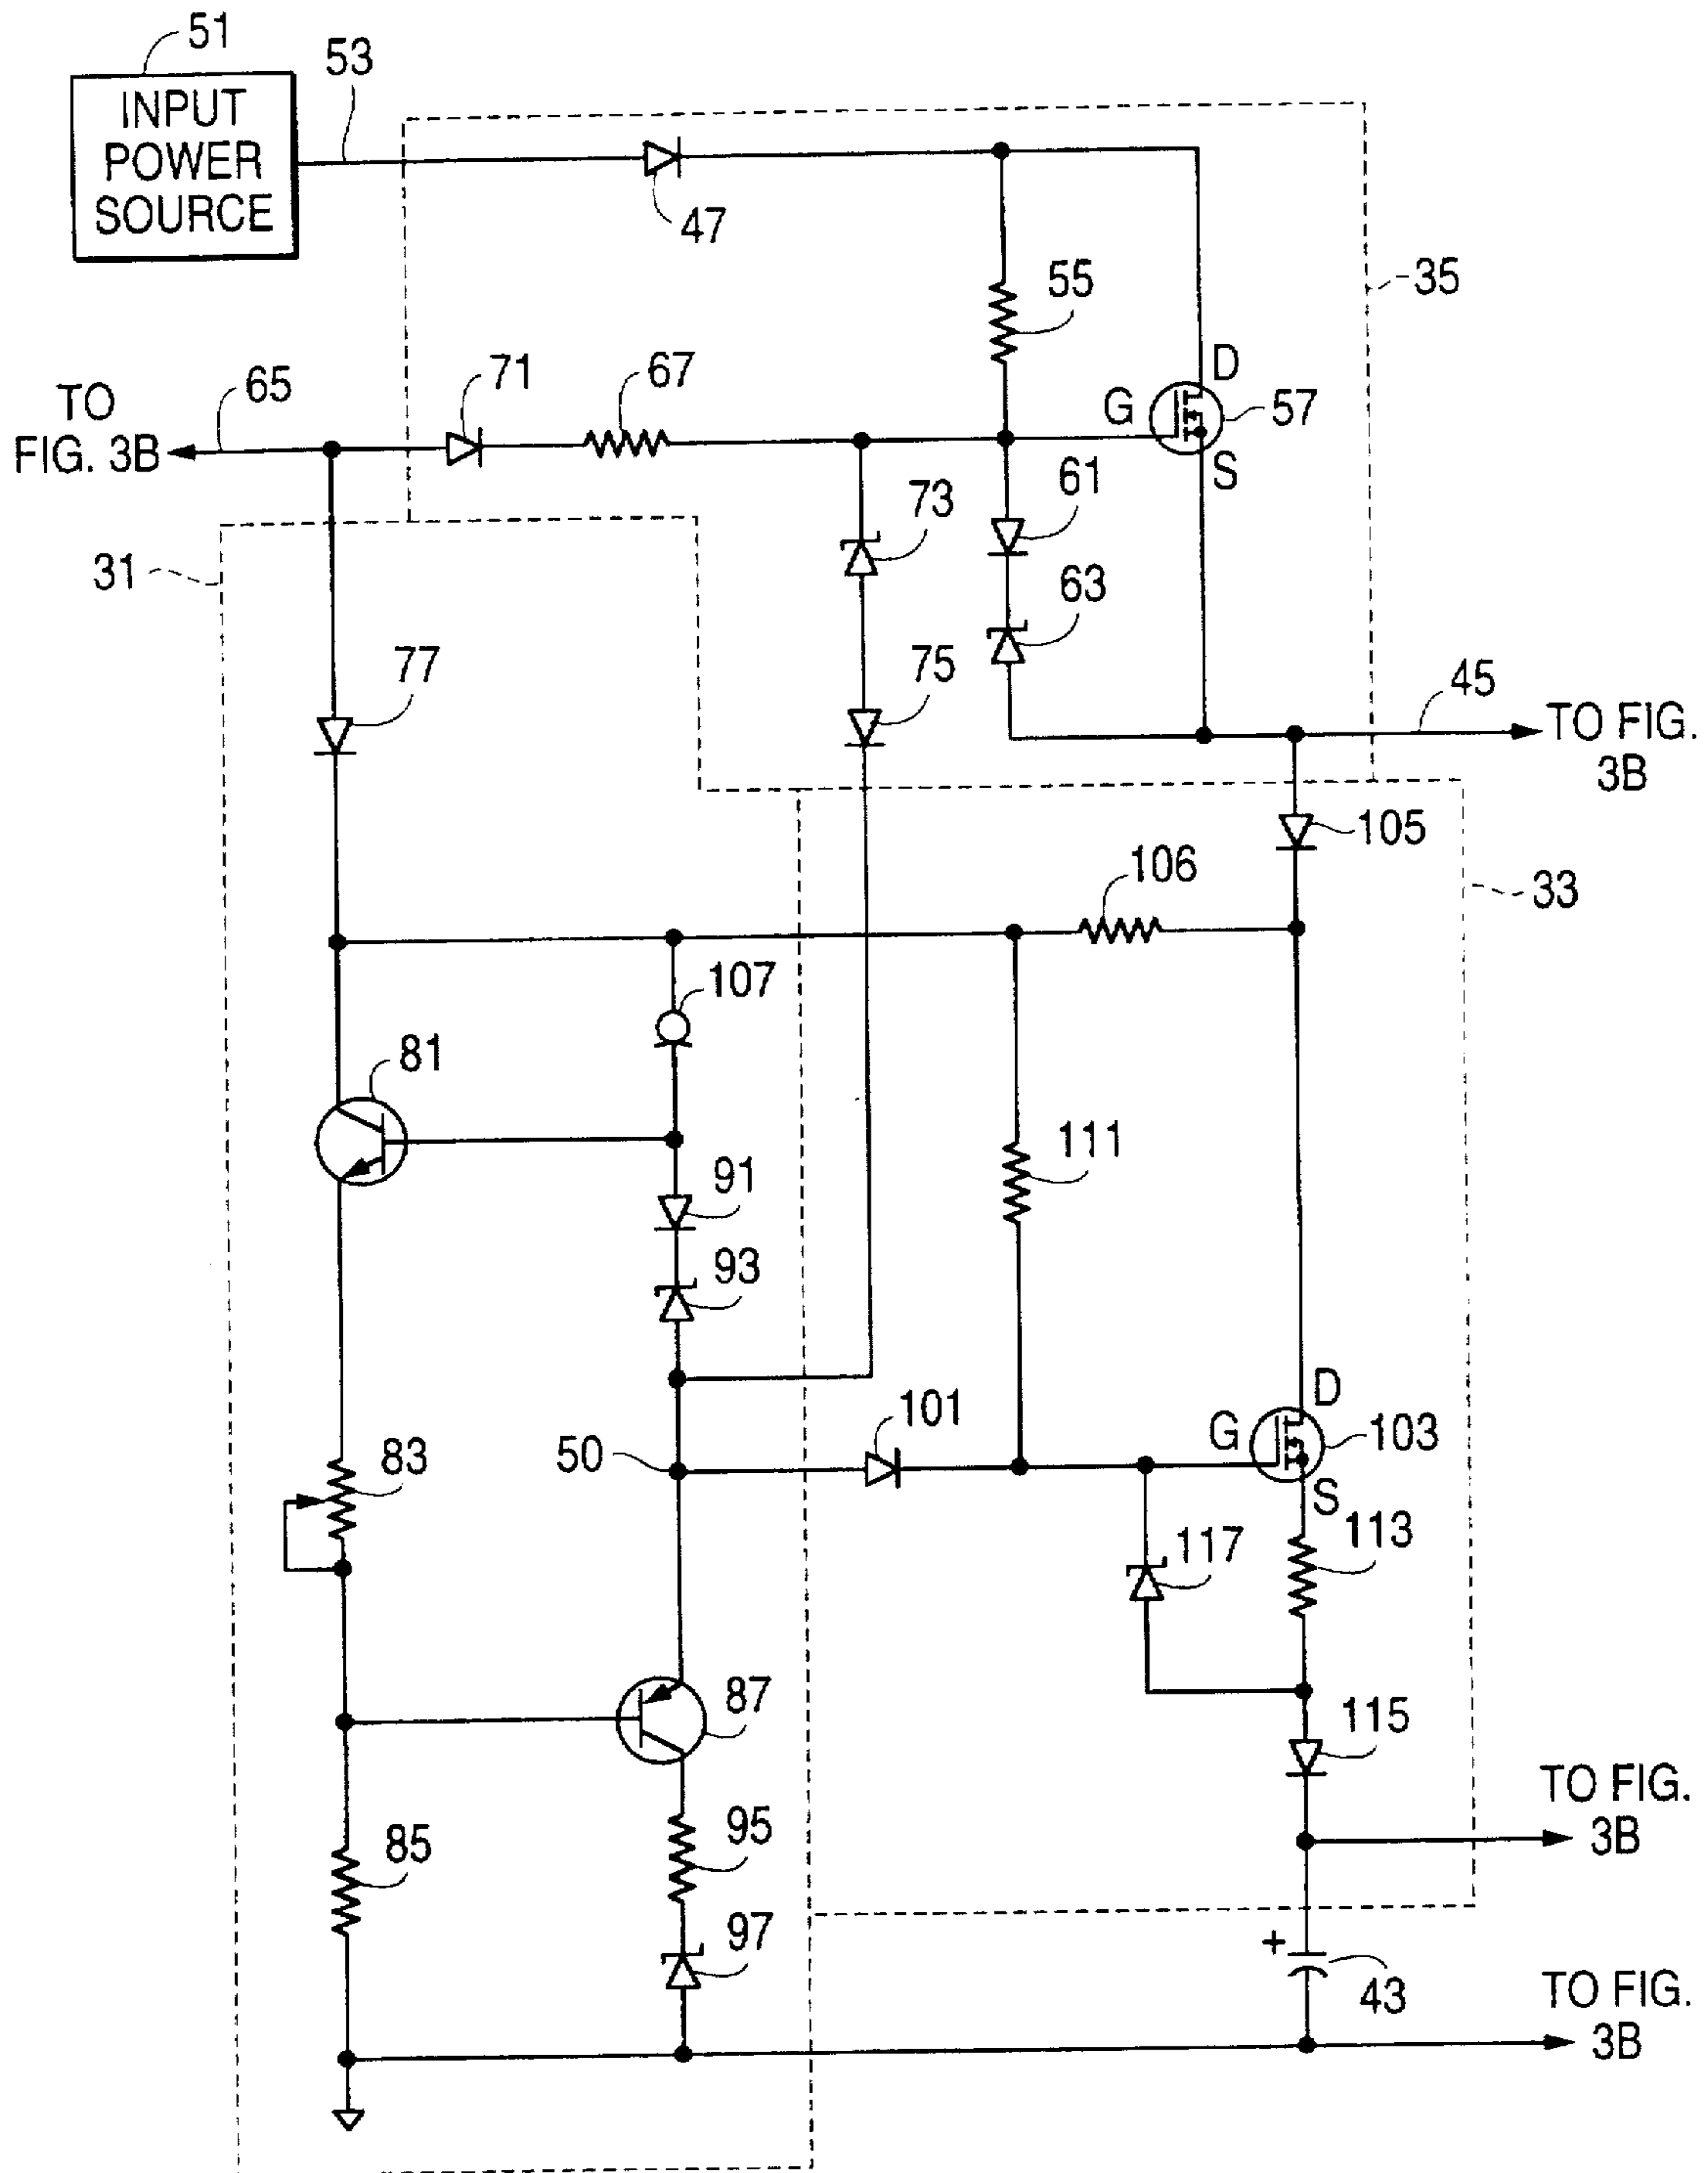 51
53
INPUT
POWER
SOURCE
47
55
35
D
G
57
S
71
67
TO
FIG. 3B
65
61
73
63
31
77
75
45
TO FIG.
3B
105
106
33
107
81
111
91
93
101
D
G
103
S
50
83
117
113
87
115
TO FIG.
3B
95
85
97
+
43
TO FIG.
3B